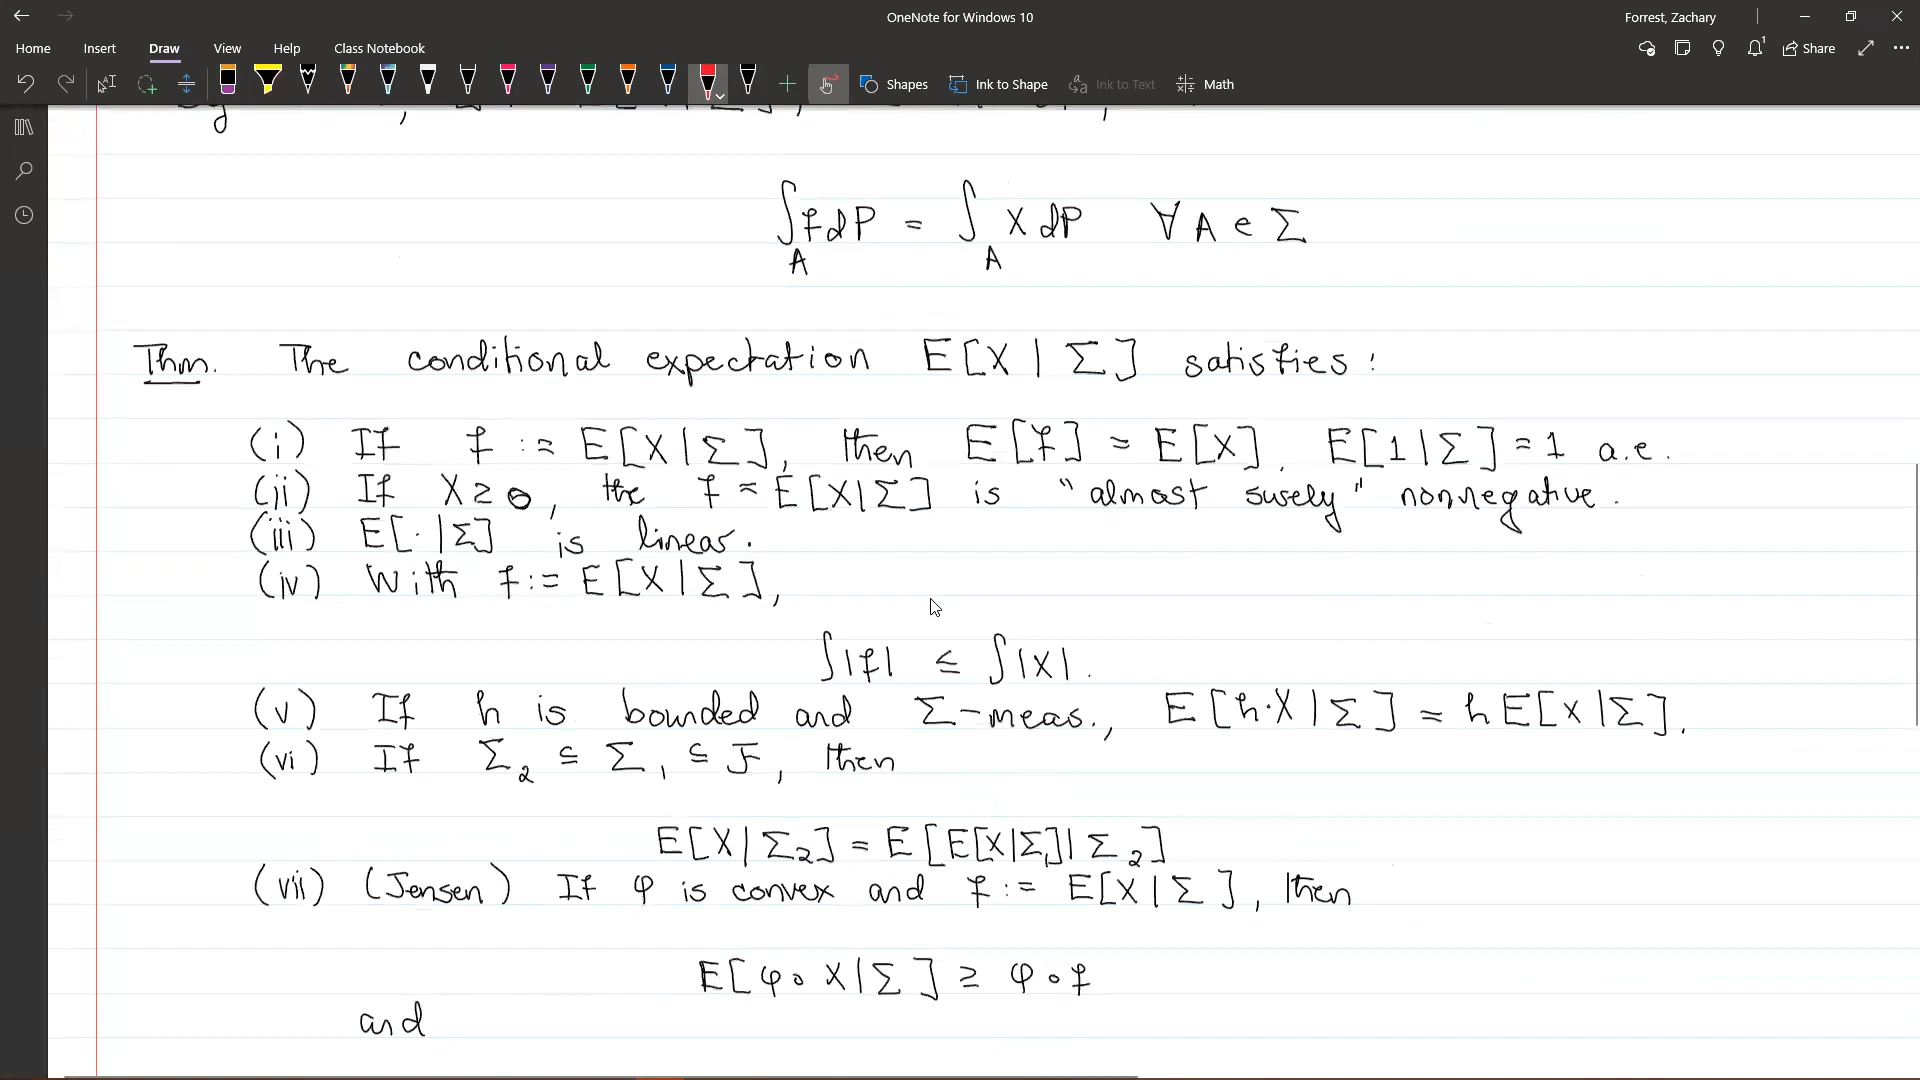 OneNote for Windows 10
Forrest, Zachary
Home Insert Draw View Help Class Notebook
Share
Shapes Ink to Shape Ink to Text Math
∫_A f dP = ∫_A X dP ∀ A ∈ Σ
Thm. The conditional expectation E[X | Σ] satisfies:
(i) If f := E[X|Σ], then E[f] = E[X]. E[1|Σ] = 1 a.e.
(ii) If X ≥ 0, the f = E[X|Σ] is "almost surely" nonnegative.
(iii) E[·|Σ] is linear.
(iv) With f := E[X|Σ],
∫|f| ≤ ∫|X|.
(v) If h is bounded and Σ-meas., E[h·X|Σ] = hE[X|Σ].
(vi) If Σ₂ ⊆ Σ₁ ⊆ F, then
E[X|Σ₂] = E[E[X|Σ₁]|Σ₂]
(vii) (Jensen) If φ is convex and f := E[X|Σ], then
E[φ∘X|Σ] ≥ φ∘f
and